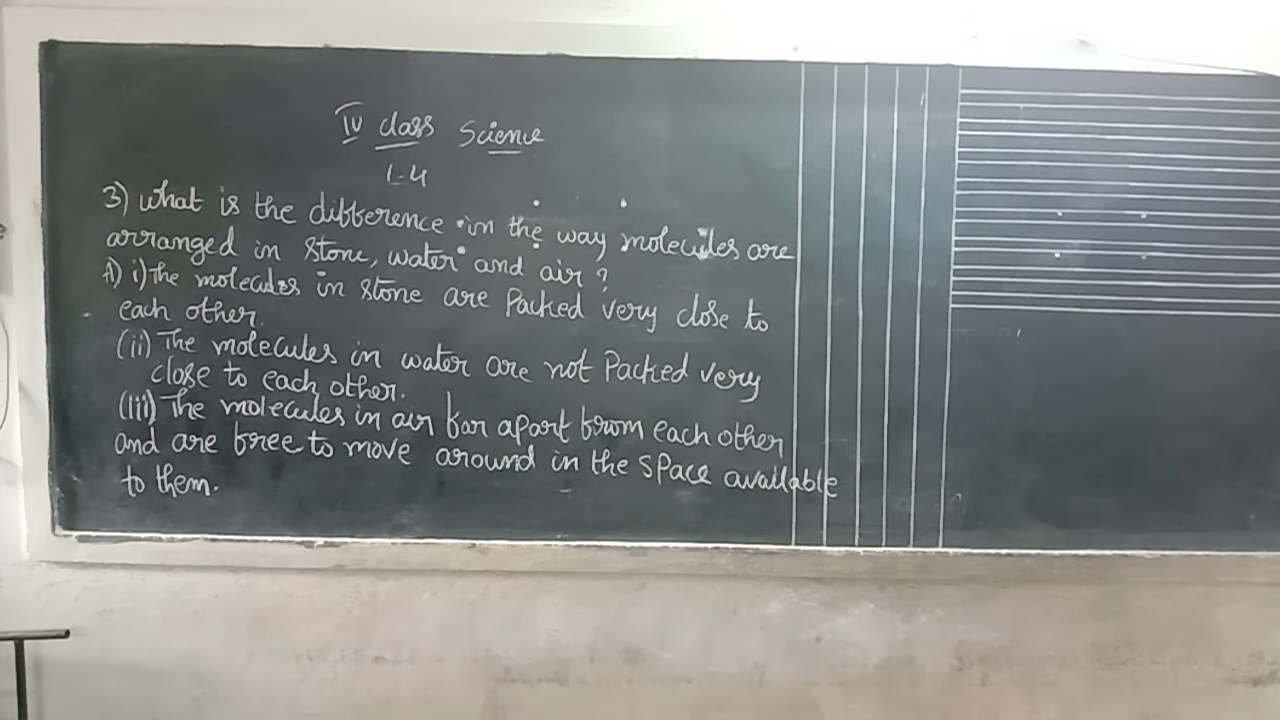 IV class Science
L-4
3) what is the difference in the way molecules are
arranged in stone, water and air?
A) i) The molecules in stone are Packed very close to
each other.
(ii) The molecules in water are not Packed very
close to each other.
(iii) The molecules in air far apart from each other
and are free to move around in the space available
to them.